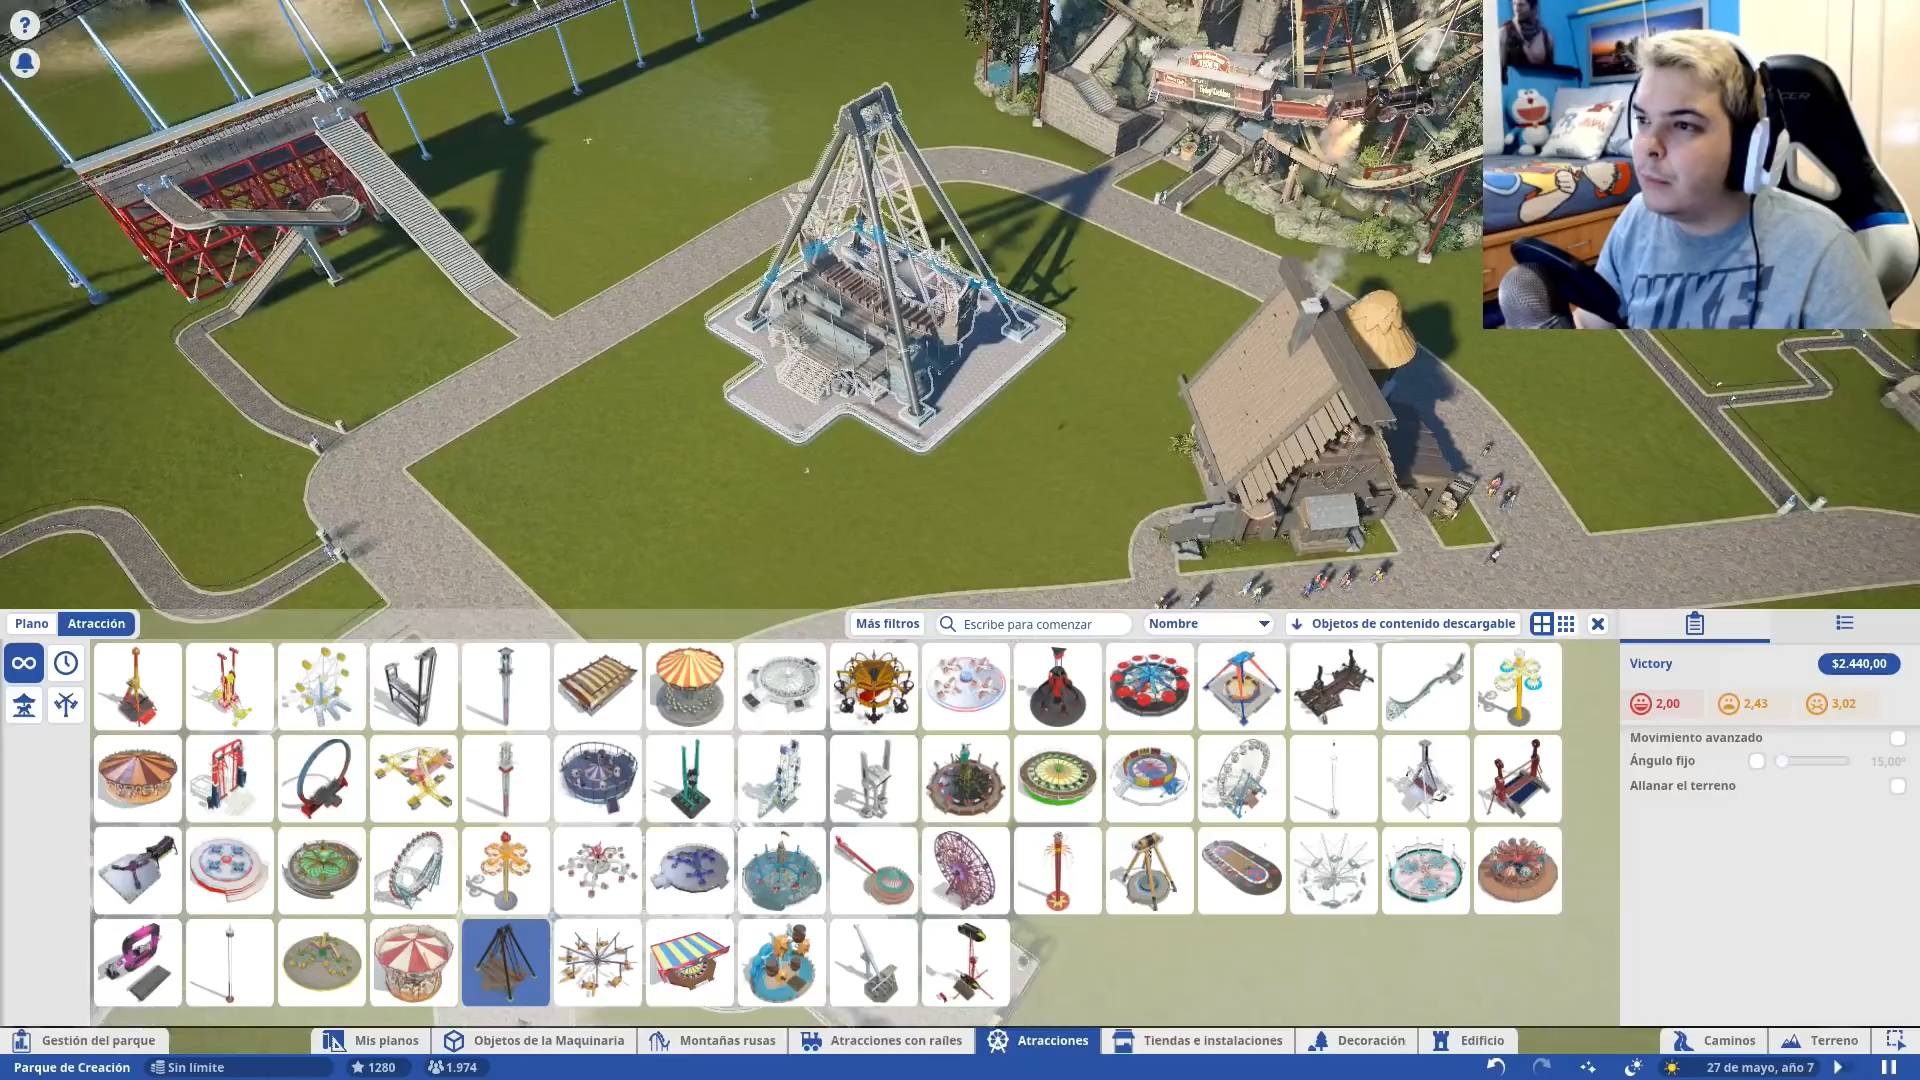 ?
NIKE
Plano
Atracción
Más filtros
Escribe para comenzar
Nombre
Objetos de contenido descargable
Victory
$2.440,00
2,00
2,43
3,02
Movimiento avanzado
Ángulo fijo
15,00°
Allanar el terreno
Gestión del parque
Mis planos
Objetos de la Maquinaria
Montañas rusas
Atracciones con raíles
Atracciones
Tiendas e instalaciones
Decoración
Edificio
Caminos
Terreno
Parque de Creación
Sin límite
1280
1.974
27 de mayo, año 7